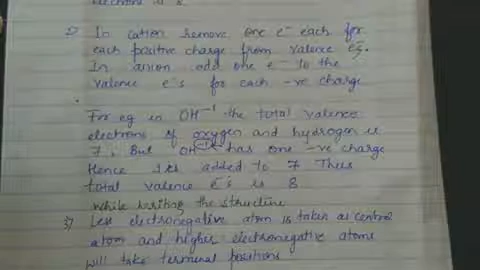 electrons is 8
2) In cation remove one e⁻ each for
each positive charge from valence e⁻s.
In anion add one e⁻ to the
valence e⁻s for each -ve charge
For eg in OH⁻¹ the total valence
electrons of oxygen and hydrogen is
7, But OH⁻¹ has one -ve charge
Hence 1 is added to 7 Thus
total valence e⁻s is 8
while writing the structure
3) Less electronegative atom is taken as central
atom and higher electronegative atoms
will take terminal positions